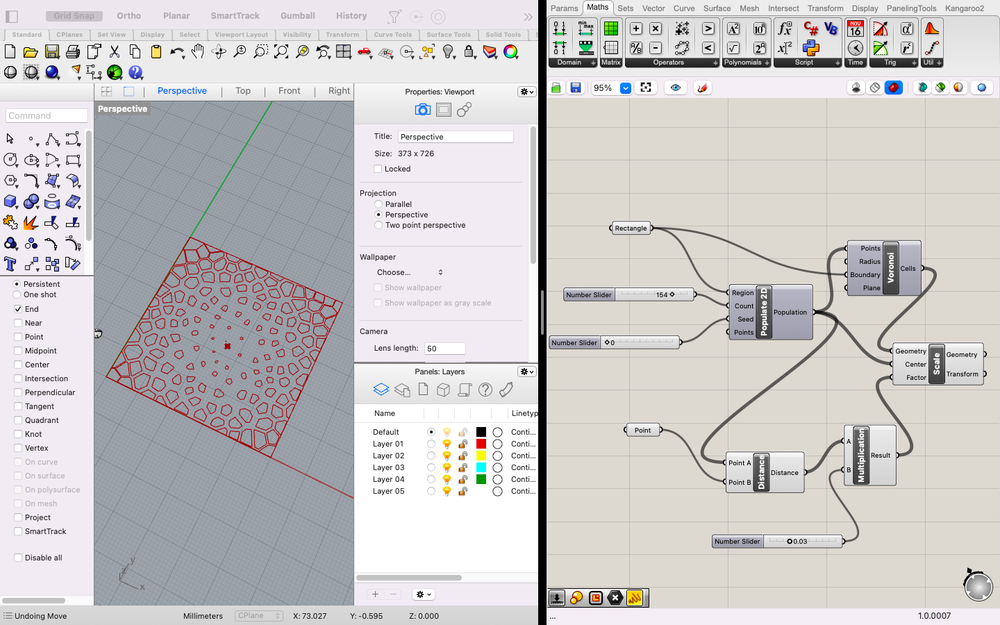 Grid Snap Ortho Planar SmartTrack Gumball History
Standard CPlanes Set View Display Select Viewport Layout Visibility Transform Curve Tools Surface Tools Solid Tools
Perspective Top Front Right
Perspective
Command
Persistent
One shot
End
Near
Point
Midpoint
Center
Intersection
Perpendicular
Tangent
Quadrant
Knot
Vertex
On curve
On surface
On polysurface
On mesh
Project
SmartTrack
Disable all
y
z
x
Properties: Viewport
Title: Perspective
Size: 373 x 726
Locked
Projection
Parallel
Perspective
Two point perspective
Wallpaper
Choose...
Show wallpaper
Show wallpaper as gray scale
Camera
Lens length: 50
Panels: Layers
Name Linetyp
Default Conti...
Layer 01 Conti...
Layer 02 Conti...
Layer 03 Conti...
Layer 04 Conti...
Layer 05 Conti...
Undoing Move Millimeters CPlane X: 73.027 Y: -0.595 Z: 0.000
Params Maths Sets Vector Curve Surface Mesh Intersect Transform Display PanelingTools Kangaroo2
Domain Matrix Operators Polynomials Script Time Trig Util
95%
Rectangle
Number Slider 154
Number Slider 0
Region
Count
Seed
Points
Populate 2D
Population
Points
Radius
Boundary
Plane
Voronoi
Cells
Geometry
Center
Factor
Scale
Geometry
Transform
Point
Point A
Point B
Distance
Distance
A
B
Multiplication
Result
Number Slider 0.03
... 1.0.0007